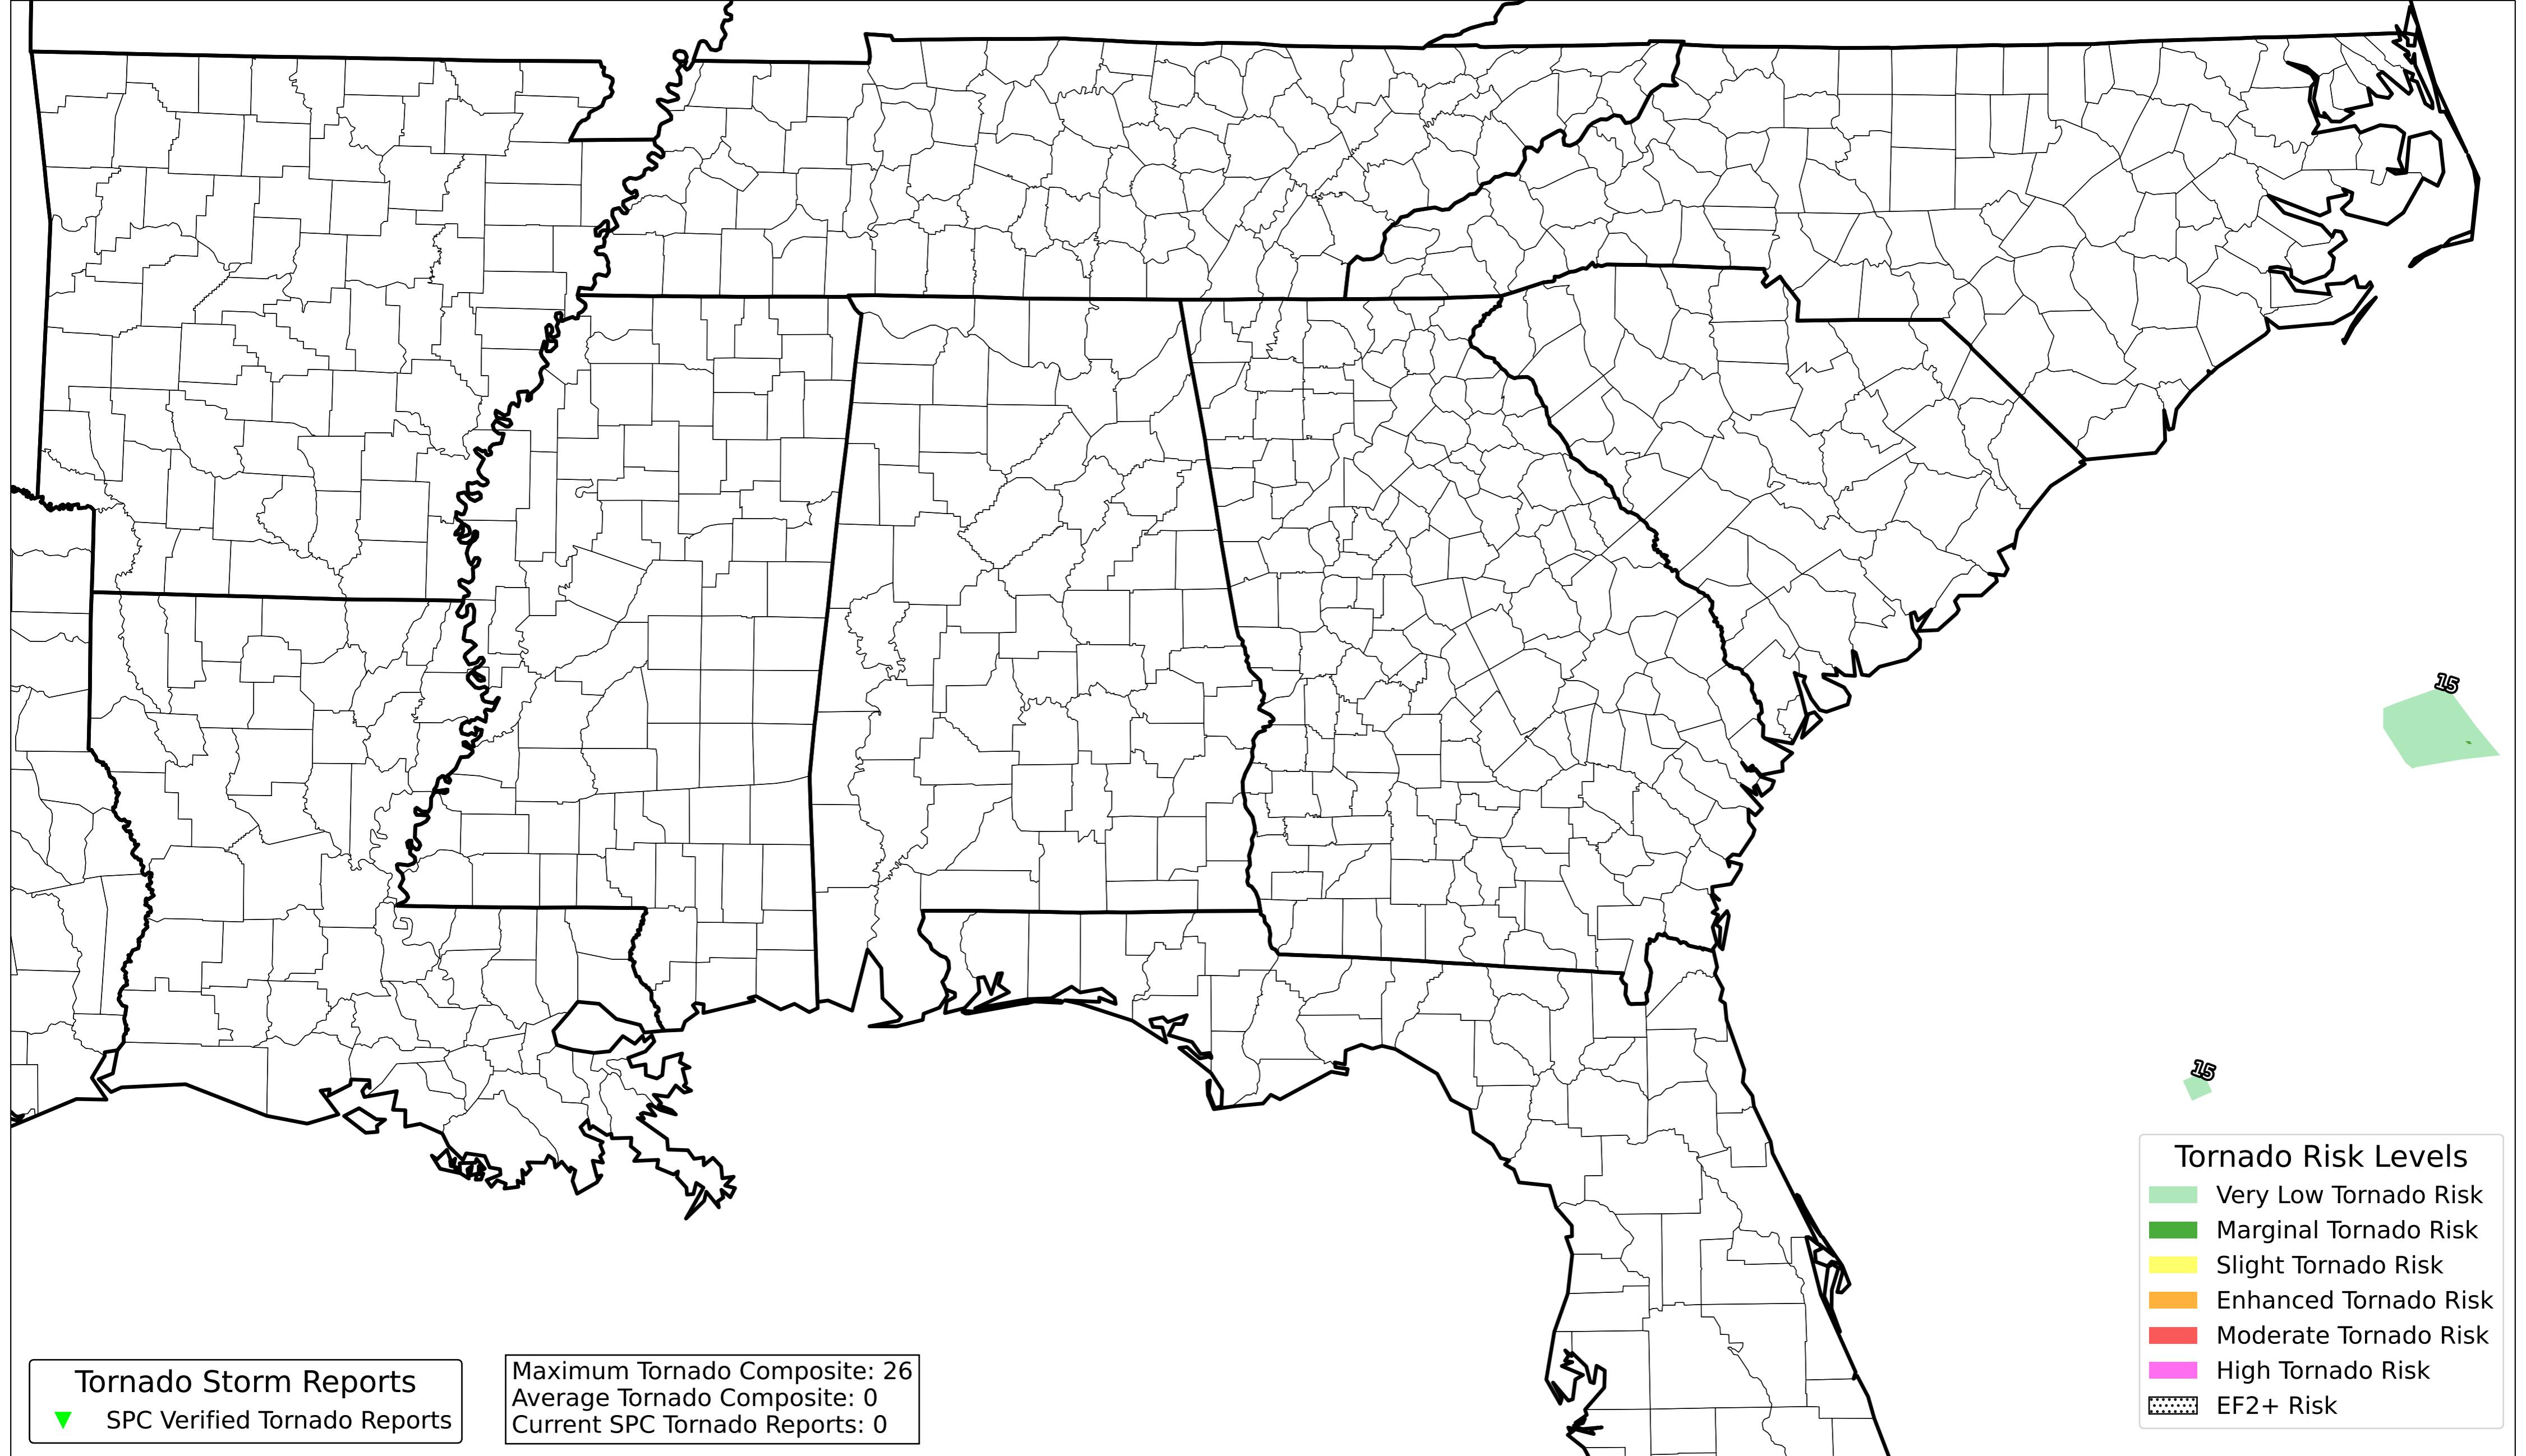 15
15
Tornado Risk Levels
Very Low Tornado Risk
Marginal Tornado Risk
Slight Tornado Risk
Enhanced Tornado Risk
Moderate Tornado Risk
High Tornado Risk
EF2+ Risk
Tornado Storm Reports
SPC Verified Tornado Reports
Maximum Tornado Composite: 26
Average Tornado Composite: 0
Current SPC Tornado Reports: 0